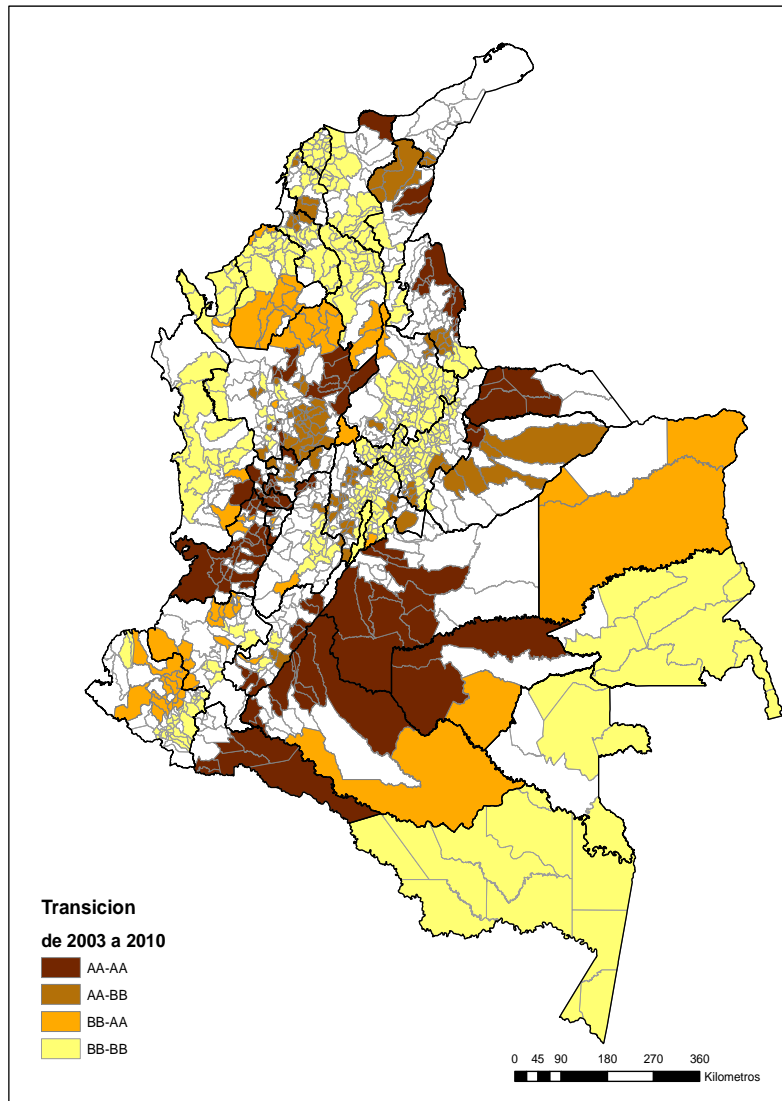 Transicion
de 2003 a 2010
AA-AA
AA-BB
BB-AA
BB-BB
0 45 90 180 270 360
Kilometros